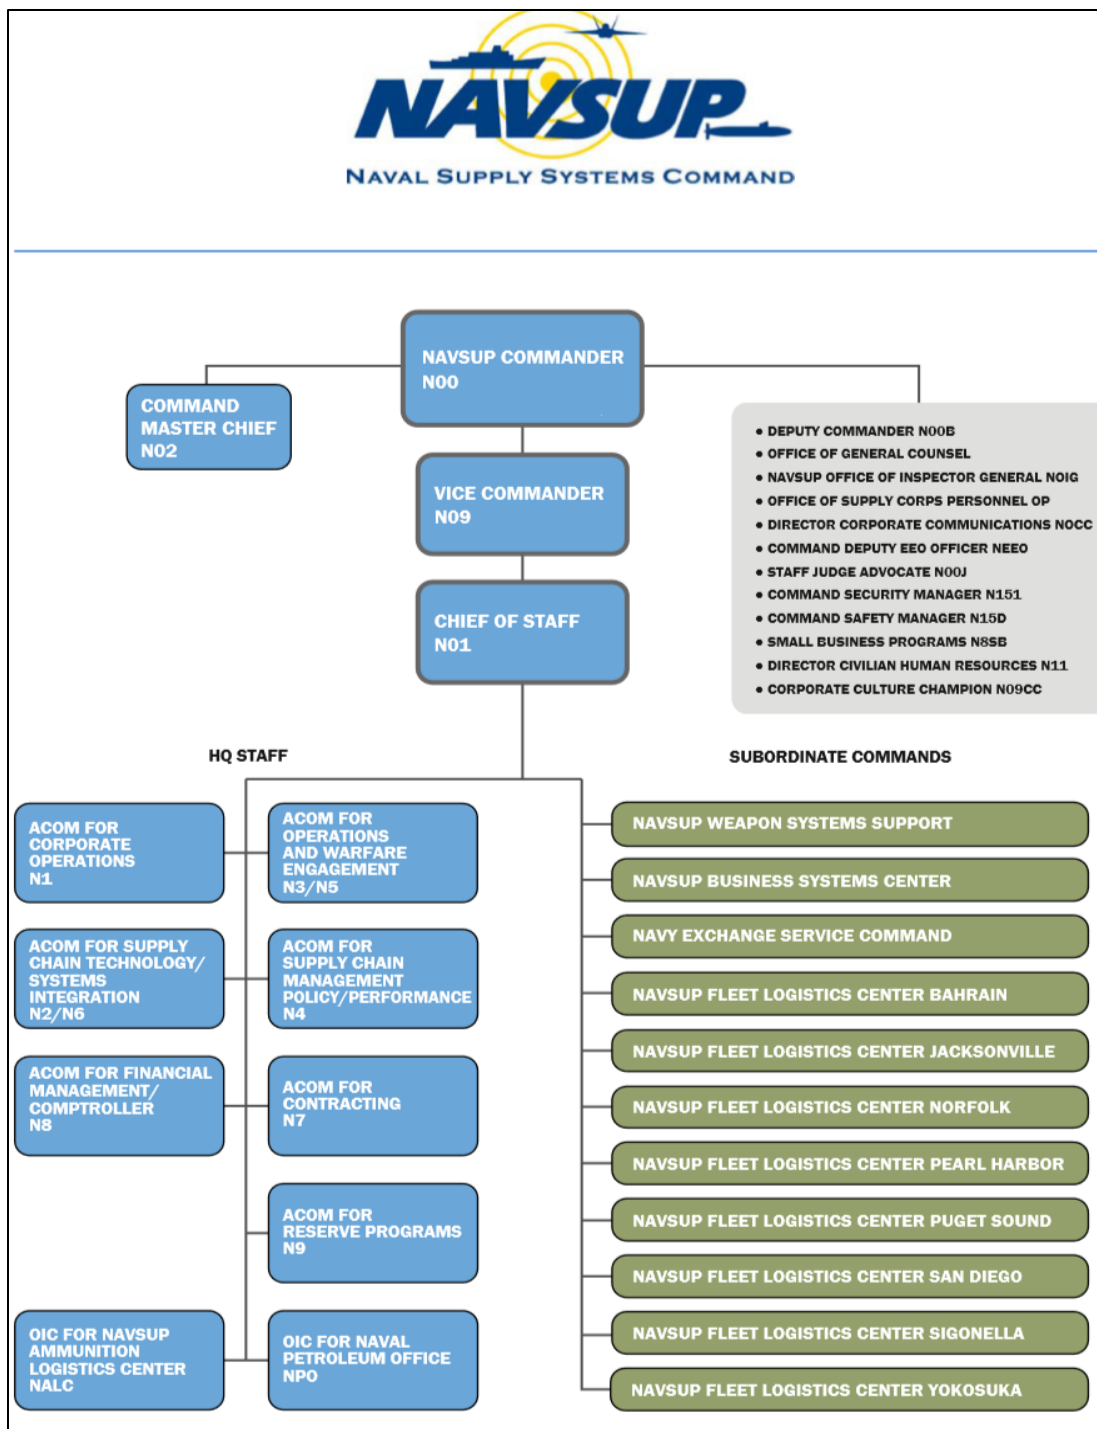 NAVSUP
NAVAL SUPPLY SYSTEMS COMMAND
NAVSUP COMMANDER
N00
COMMAND
MASTER CHIEF
N02
VICE COMMANDER
N09
CHIEF OF STAFF
N01
● DEPUTY COMMANDER N00B
● OFFICE OF GENERAL COUNSEL
● NAVSUP OFFICE OF INSPECTOR GENERAL NOIG
● OFFICE OF SUPPLY CORPS PERSONNEL OP
● DIRECTOR CORPORATE COMMUNICATIONS NOCC
● COMMAND DEPUTY EEO OFFICER NEEO
● STAFF JUDGE ADVOCATE N00J
● COMMAND SECURITY MANAGER N151
● COMMAND SAFETY MANAGER N15D
● SMALL BUSINESS PROGRAMS N8SB
● DIRECTOR CIVILIAN HUMAN RESOURCES N11
● CORPORATE CULTURE CHAMPION N09CC
HQ STAFF
ACOM FOR
CORPORATE
OPERATIONS
N1
ACOM FOR
OPERATIONS
AND WARFARE
ENGAGEMENT
N3/N5
ACOM FOR SUPPLY
CHAIN TECHNOLOGY/
SYSTEMS
INTEGRATION
N2/N6
ACOM FOR
SUPPLY CHAIN
MANAGEMENT
POLICY/PERFORMANCE
N4
ACOM FOR FINANCIAL
MANAGEMENT/
COMPTROLLER
N8
ACOM FOR
CONTRACTING
N7
ACOM FOR
RESERVE PROGRAMS
N9
OIC FOR NAVSUP
AMMUNITION
LOGISTICS CENTER
NALC
OIC FOR NAVAL
PETROLEUM OFFICE
NPO
SUBORDINATE COMMANDS
NAVSUP WEAPON SYSTEMS SUPPORT
NAVSUP BUSINESS SYSTEMS CENTER
NAVY EXCHANGE SERVICE COMMAND
NAVSUP FLEET LOGISTICS CENTER BAHRAIN
NAVSUP FLEET LOGISTICS CENTER JACKSONVILLE
NAVSUP FLEET LOGISTICS CENTER NORFOLK
NAVSUP FLEET LOGISTICS CENTER PEARL HARBOR
NAVSUP FLEET LOGISTICS CENTER PUGET SOUND
NAVSUP FLEET LOGISTICS CENTER SAN DIEGO
NAVSUP FLEET LOGISTICS CENTER SIGONELLA
NAVSUP FLEET LOGISTICS CENTER YOKOSUKA